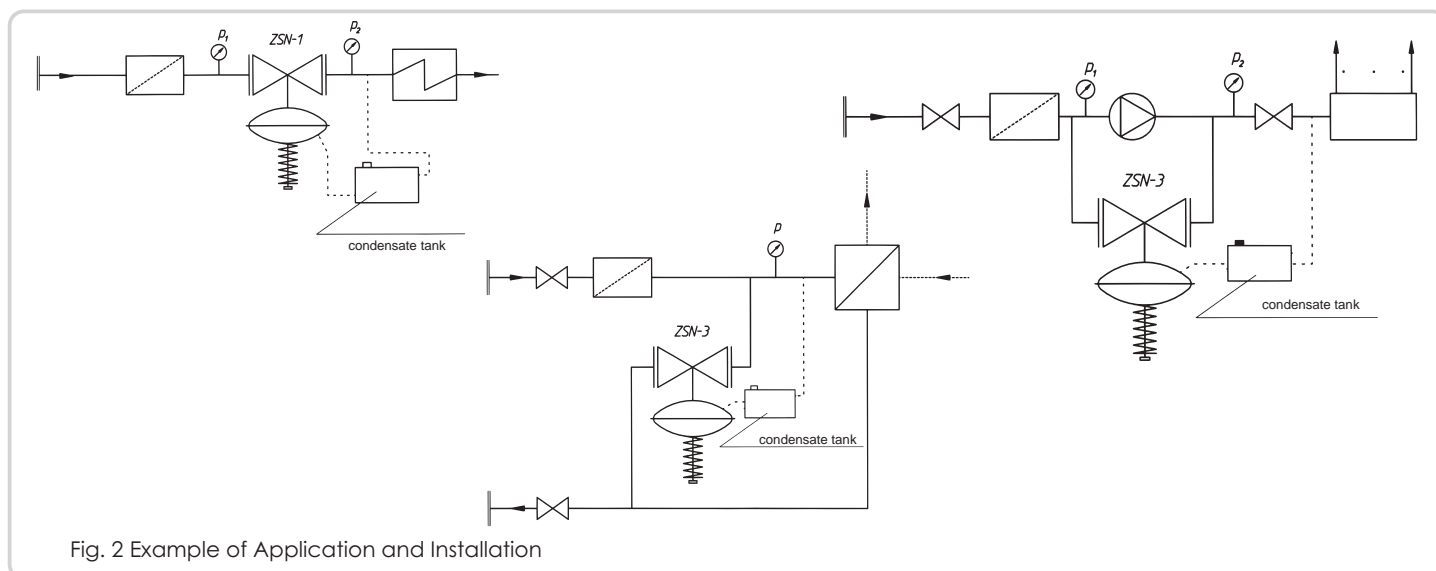 p1
ZSN-1
p2
condensate tank
p
ZSN-3
condensate tank
p1
p2
ZSN-3
condensate tank
Fig. 2 Example of Application and Installation